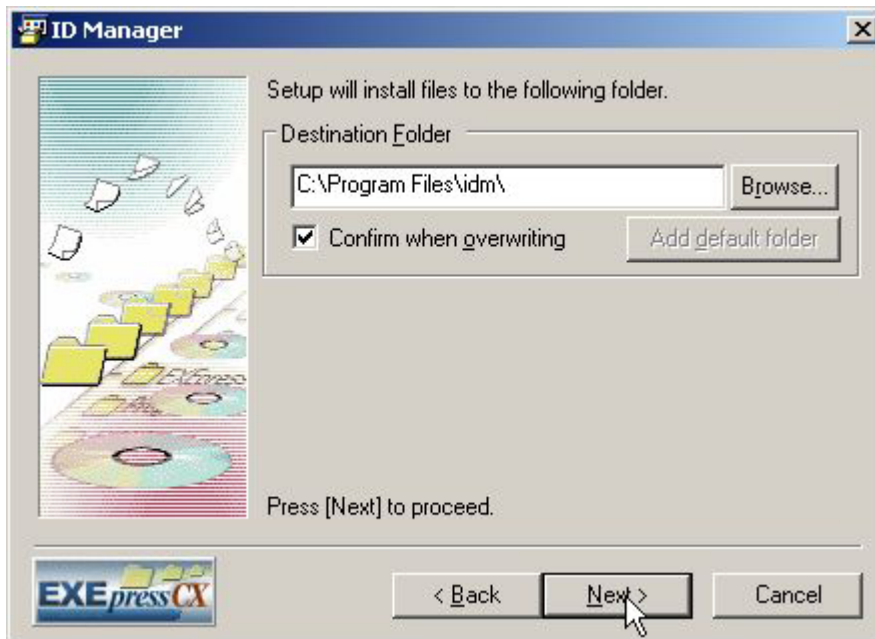 ID Manager
Setup will install files to the following folder.
Destination Folder
C:\Program Files\idm\
Browse...
Confirm when overwriting
Add default folder
EXEpress
Press [Next] to proceed.
EXEpressCX
< Back
Next >
Cancel